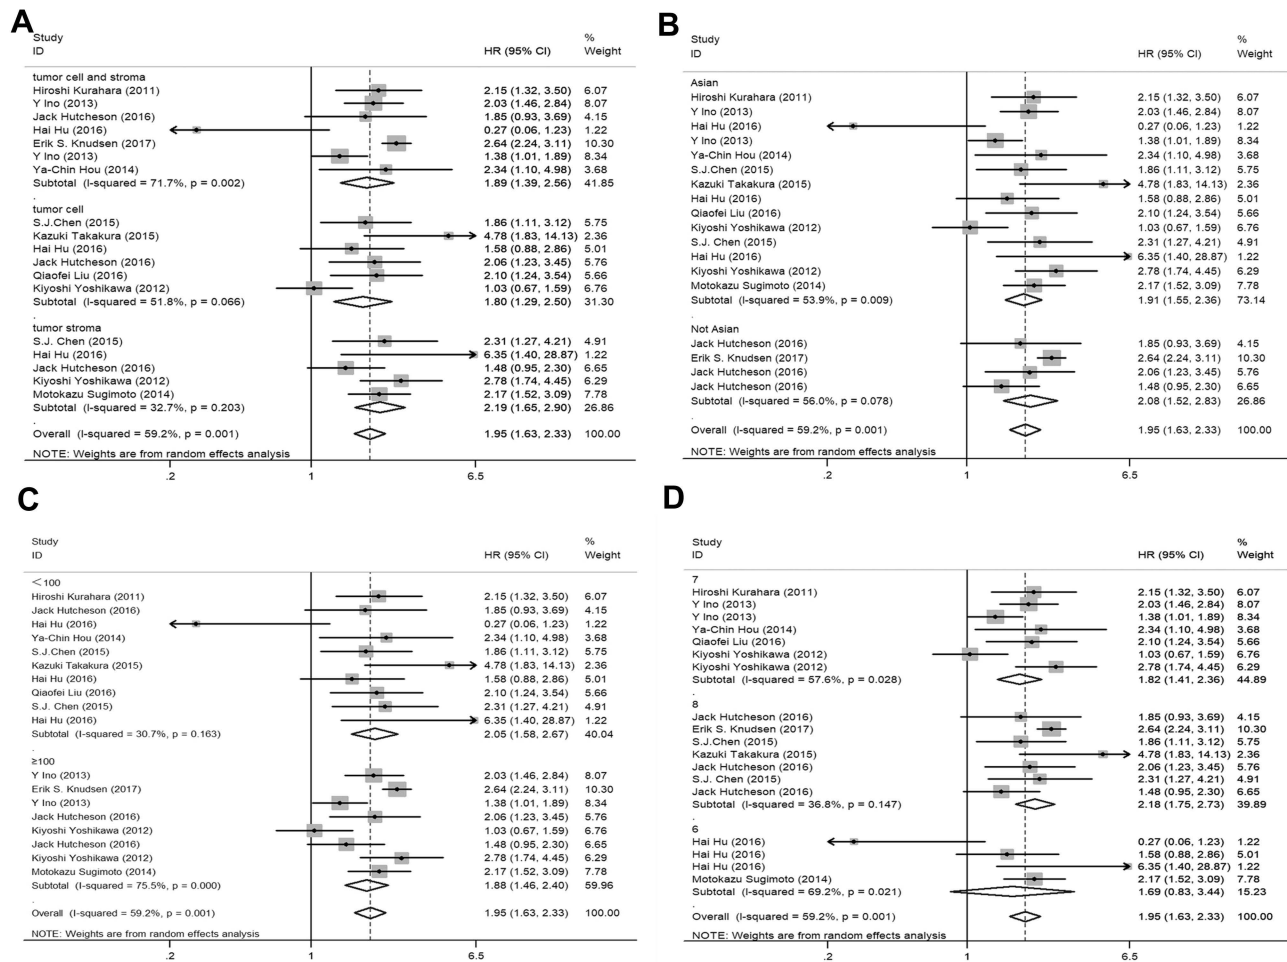 A
Study %
ID HR (95% CI) Weight
tumor cell and stroma
Hiroshi Kurahara (2011) 2.15 (1.32, 3.50) 6.07
Y Ino (2013) 2.03 (1.46, 2.84) 8.07
Jack Hutcheson (2016) 1.85 (0.93, 3.69) 4.15
Hai Hu (2016) 0.27 (0.06, 1.23) 1.22
Erik S. Knudsen (2017) 2.64 (2.24, 3.11) 10.30
Y Ino (2013) 1.38 (1.01, 1.89) 8.34
Ya-Chin Hou (2014) 2.34 (1.10, 4.98) 3.68
Subtotal (I-squared = 71.7%, p = 0.002) 1.89 (1.39, 2.56) 41.85
.
tumor cell
S.J.Chen (2015) 1.86 (1.11, 3.12) 5.75
Kazuki Takakura (2015) 4.78 (1.83, 14.13) 2.36
Hai Hu (2016) 1.58 (0.88, 2.86) 5.01
Jack Hutcheson (2016) 2.06 (1.23, 3.45) 5.76
Qiaofei Liu (2016) 2.10 (1.24, 3.54) 5.66
Kiyoshi Yoshikawa (2012) 1.03 (0.67, 1.59) 6.76
Subtotal (I-squared = 51.8%, p = 0.066) 1.80 (1.29, 2.50) 31.30
.
tumor stroma
S.J. Chen (2015) 2.31 (1.27, 4.21) 4.91
Hai Hu (2016) 6.35 (1.40, 28.87) 1.22
Jack Hutcheson (2016) 1.48 (0.95, 2.30) 6.65
Kiyoshi Yoshikawa (2012) 2.78 (1.74, 4.45) 6.29
Motokazu Sugimoto (2014) 2.17 (1.52, 3.09) 7.78
Subtotal (I-squared = 32.7%, p = 0.203) 2.19 (1.65, 2.90) 26.86
.
Overall (I-squared = 59.2%, p = 0.001) 1.95 (1.63, 2.33) 100.00
NOTE: Weights are from random effects analysis
.2 1 6.5
B
Study %
ID HR (95% CI) Weight
Asian
Hiroshi Kurahara (2011) 2.15 (1.32, 3.50) 6.07
Y Ino (2013) 2.03 (1.46, 2.84) 8.07
Hai Hu (2016) 0.27 (0.06, 1.23) 1.22
Y Ino (2013) 1.38 (1.01, 1.89) 8.34
Ya-Chin Hou (2014) 2.34 (1.10, 4.98) 3.68
S.J.Chen (2015) 1.86 (1.11, 3.12) 5.75
Kazuki Takakura (2015) 4.78 (1.83, 14.13) 2.36
Hai Hu (2016) 1.58 (0.88, 2.86) 5.01
Qiaofei Liu (2016) 2.10 (1.24, 3.54) 5.66
Kiyoshi Yoshikawa (2012) 1.03 (0.67, 1.59) 6.76
S.J. Chen (2015) 2.31 (1.27, 4.21) 4.91
Hai Hu (2016) 6.35 (1.40, 28.87) 1.22
Kiyoshi Yoshikawa (2012) 2.78 (1.74, 4.45) 6.29
Motokazu Sugimoto (2014) 2.17 (1.52, 3.09) 7.78
Subtotal (I-squared = 53.9%, p = 0.009) 1.91 (1.55, 2.36) 73.14
.
Not Asian
Jack Hutcheson (2016) 1.85 (0.93, 3.69) 4.15
Erik S. Knudsen (2017) 2.64 (2.24, 3.11) 10.30
Jack Hutcheson (2016) 2.06 (1.23, 3.45) 5.76
Jack Hutcheson (2016) 1.48 (0.95, 2.30) 6.65
Subtotal (I-squared = 56.0%, p = 0.078) 2.08 (1.52, 2.83) 26.86
.
Overall (I-squared = 59.2%, p = 0.001) 1.95 (1.63, 2.33) 100.00
NOTE: Weights are from random effects analysis
.2 1 6.5
C
Study %
ID HR (95% CI) Weight
＜100
Hiroshi Kurahara (2011) 2.15 (1.32, 3.50) 6.07
Jack Hutcheson (2016) 1.85 (0.93, 3.69) 4.15
Hai Hu (2016) 0.27 (0.06, 1.23) 1.22
Ya-Chin Hou (2014) 2.34 (1.10, 4.98) 3.68
S.J.Chen (2015) 1.86 (1.11, 3.12) 5.75
Kazuki Takakura (2015) 4.78 (1.83, 14.13) 2.36
Hai Hu (2016) 1.58 (0.88, 2.86) 5.01
Qiaofei Liu (2016) 2.10 (1.24, 3.54) 5.66
S.J. Chen (2015) 2.31 (1.27, 4.21) 4.91
Hai Hu (2016) 6.35 (1.40, 28.87) 1.22
Subtotal (I-squared = 30.7%, p = 0.163) 2.05 (1.58, 2.67) 40.04
.
≥100
Y Ino (2013) 2.03 (1.46, 2.84) 8.07
Erik S. Knudsen (2017) 2.64 (2.24, 3.11) 10.30
Y Ino (2013) 1.38 (1.01, 1.89) 8.34
Jack Hutcheson (2016) 2.06 (1.23, 3.45) 5.76
Kiyoshi Yoshikawa (2012) 1.03 (0.67, 1.59) 6.76
Jack Hutcheson (2016) 1.48 (0.95, 2.30) 6.65
Kiyoshi Yoshikawa (2012) 2.78 (1.74, 4.45) 6.29
Motokazu Sugimoto (2014) 2.17 (1.52, 3.09) 7.78
Subtotal (I-squared = 75.5%, p = 0.000) 1.88 (1.46, 2.40) 59.96
.
Overall (I-squared = 59.2%, p = 0.001) 1.95 (1.63, 2.33) 100.00
NOTE: Weights are from random effects analysis
.2 1 6.5
D
Study %
ID HR (95% CI) Weight
7
Hiroshi Kurahara (2011) 2.15 (1.32, 3.50) 6.07
Y Ino (2013) 2.03 (1.46, 2.84) 8.07
Y Ino (2013) 1.38 (1.01, 1.89) 8.34
Ya-Chin Hou (2014) 2.34 (1.10, 4.98) 3.68
Qiaofei Liu (2016) 2.10 (1.24, 3.54) 5.66
Kiyoshi Yoshikawa (2012) 1.03 (0.67, 1.59) 6.76
Kiyoshi Yoshikawa (2012) 2.78 (1.74, 4.45) 6.29
Subtotal (I-squared = 57.6%, p = 0.028) 1.82 (1.41, 2.36) 44.89
.
8
Jack Hutcheson (2016) 1.85 (0.93, 3.69) 4.15
Erik S. Knudsen (2017) 2.64 (2.24, 3.11) 10.30
S.J.Chen (2015) 1.86 (1.11, 3.12) 5.75
Kazuki Takakura (2015) 4.78 (1.83, 14.13) 2.36
Jack Hutcheson (2016) 2.06 (1.23, 3.45) 5.76
S.J. Chen (2015) 2.31 (1.27, 4.21) 4.91
Jack Hutcheson (2016) 1.48 (0.95, 2.30) 6.65
Subtotal (I-squared = 36.8%, p = 0.147) 2.18 (1.75, 2.73) 39.89
.
6
Hai Hu (2016) 0.27 (0.06, 1.23) 1.22
Hai Hu (2016) 1.58 (0.88, 2.86) 5.01
Hai Hu (2016) 6.35 (1.40, 28.87) 1.22
Motokazu Sugimoto (2014) 2.17 (1.52, 3.09) 7.78
Subtotal (I-squared = 69.2%, p = 0.021) 1.69 (0.83, 3.44) 15.23
.
Overall (I-squared = 59.2%, p = 0.001) 1.95 (1.63, 2.33) 100.00
NOTE: Weights are from random effects analysis
.2 1 6.5